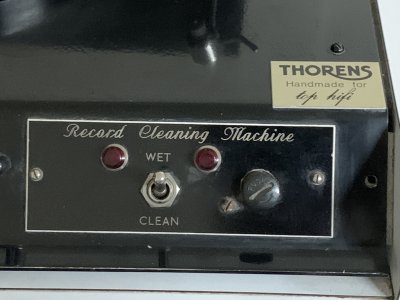 THORENS
Handmade for
top hifi
Record Cleaning Machine
WET
CLEAN